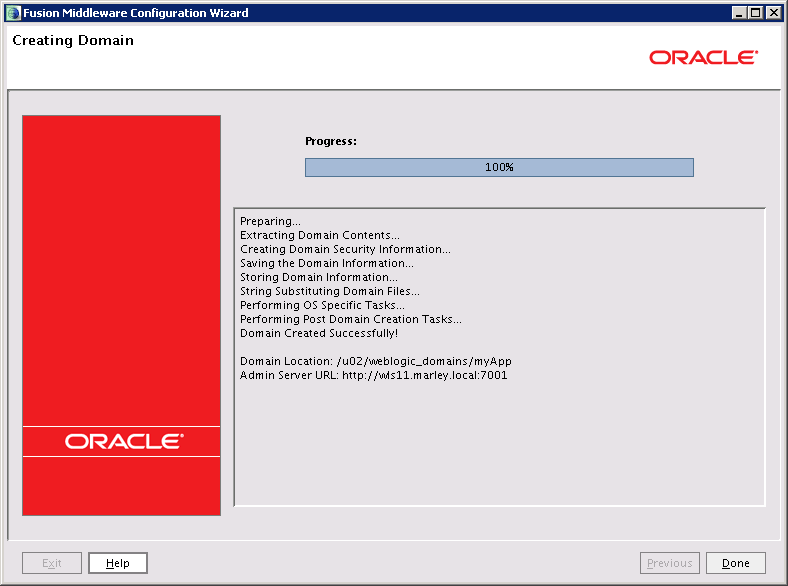 Fusion Middleware Configuration Wizard
Creating Domain
ORACLE®
Progress:
100%
Preparing...
Extracting Domain Contents...
Creating Domain Security Information...
Saving the Domain Information...
Storing Domain Information...
String Substituting Domain Files...
Performing OS Specific Tasks...
Performing Post Domain Creation Tasks...
Domain Created Successfully!
Domain Location: /u02/weblogic_domains/myApp
Admin Server URL: http://wls11.marley.local:7001
ORACLE®
Exit
Help
Previous
Done